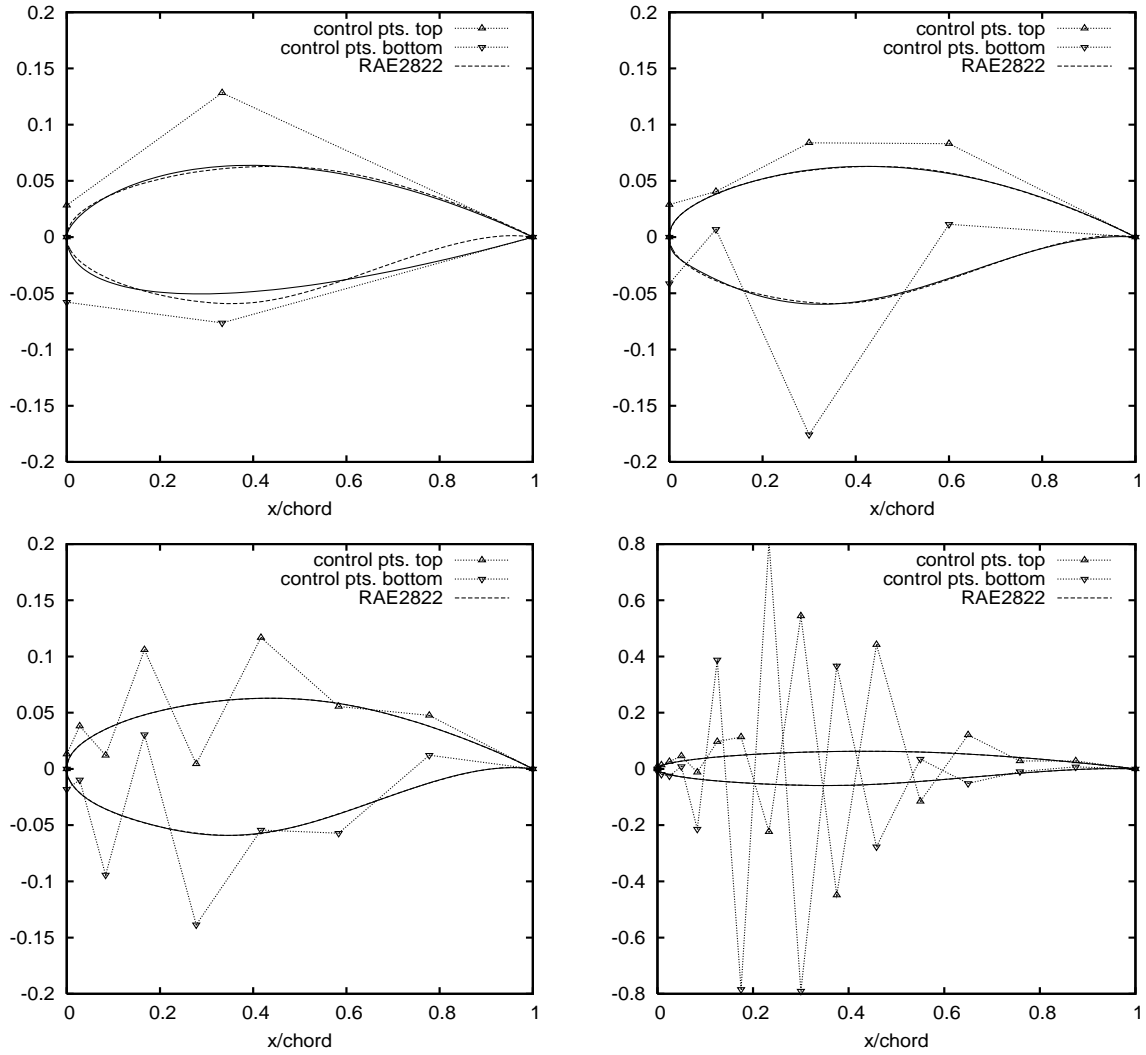 0.2
0.15
0.1
0.05
0
-0.05
-0.1
-0.15
-0.2
0 0.2 0.4 0.6 0.8 1
x/chord
control pts. top
control pts. bottom
RAE2822
0.2
0.15
0.1
0.05
0
-0.05
-0.1
-0.15
-0.2
0 0.2 0.4 0.6 0.8 1
x/chord
control pts. top
control pts. bottom
RAE2822
0.2
0.15
0.1
0.05
0
-0.05
-0.1
-0.15
-0.2
0 0.2 0.4 0.6 0.8 1
x/chord
control pts. top
control pts. bottom
RAE2822
0.8
0.6
0.4
0.2
0
-0.2
-0.4
-0.6
-0.8
0 0.2 0.4 0.6 0.8 1
x/chord
control pts. top
control pts. bottom
RAE2822